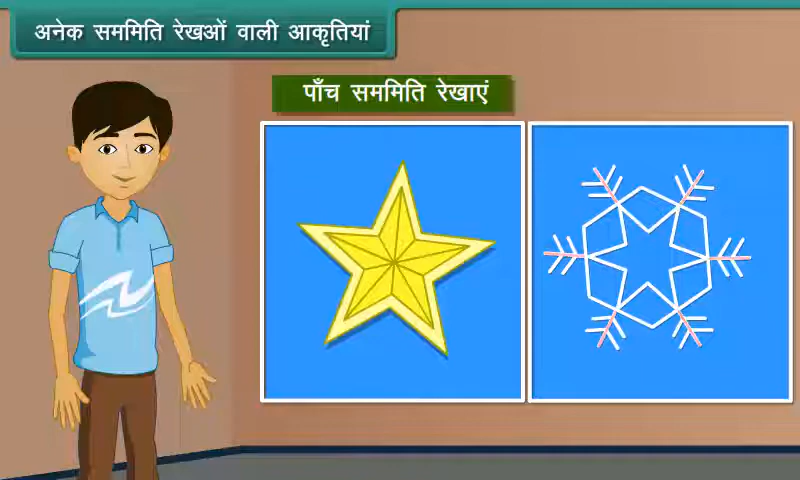 अनेक सममिति रेखओं वाली आकृतियां
पाँच सममिति रेखाएं